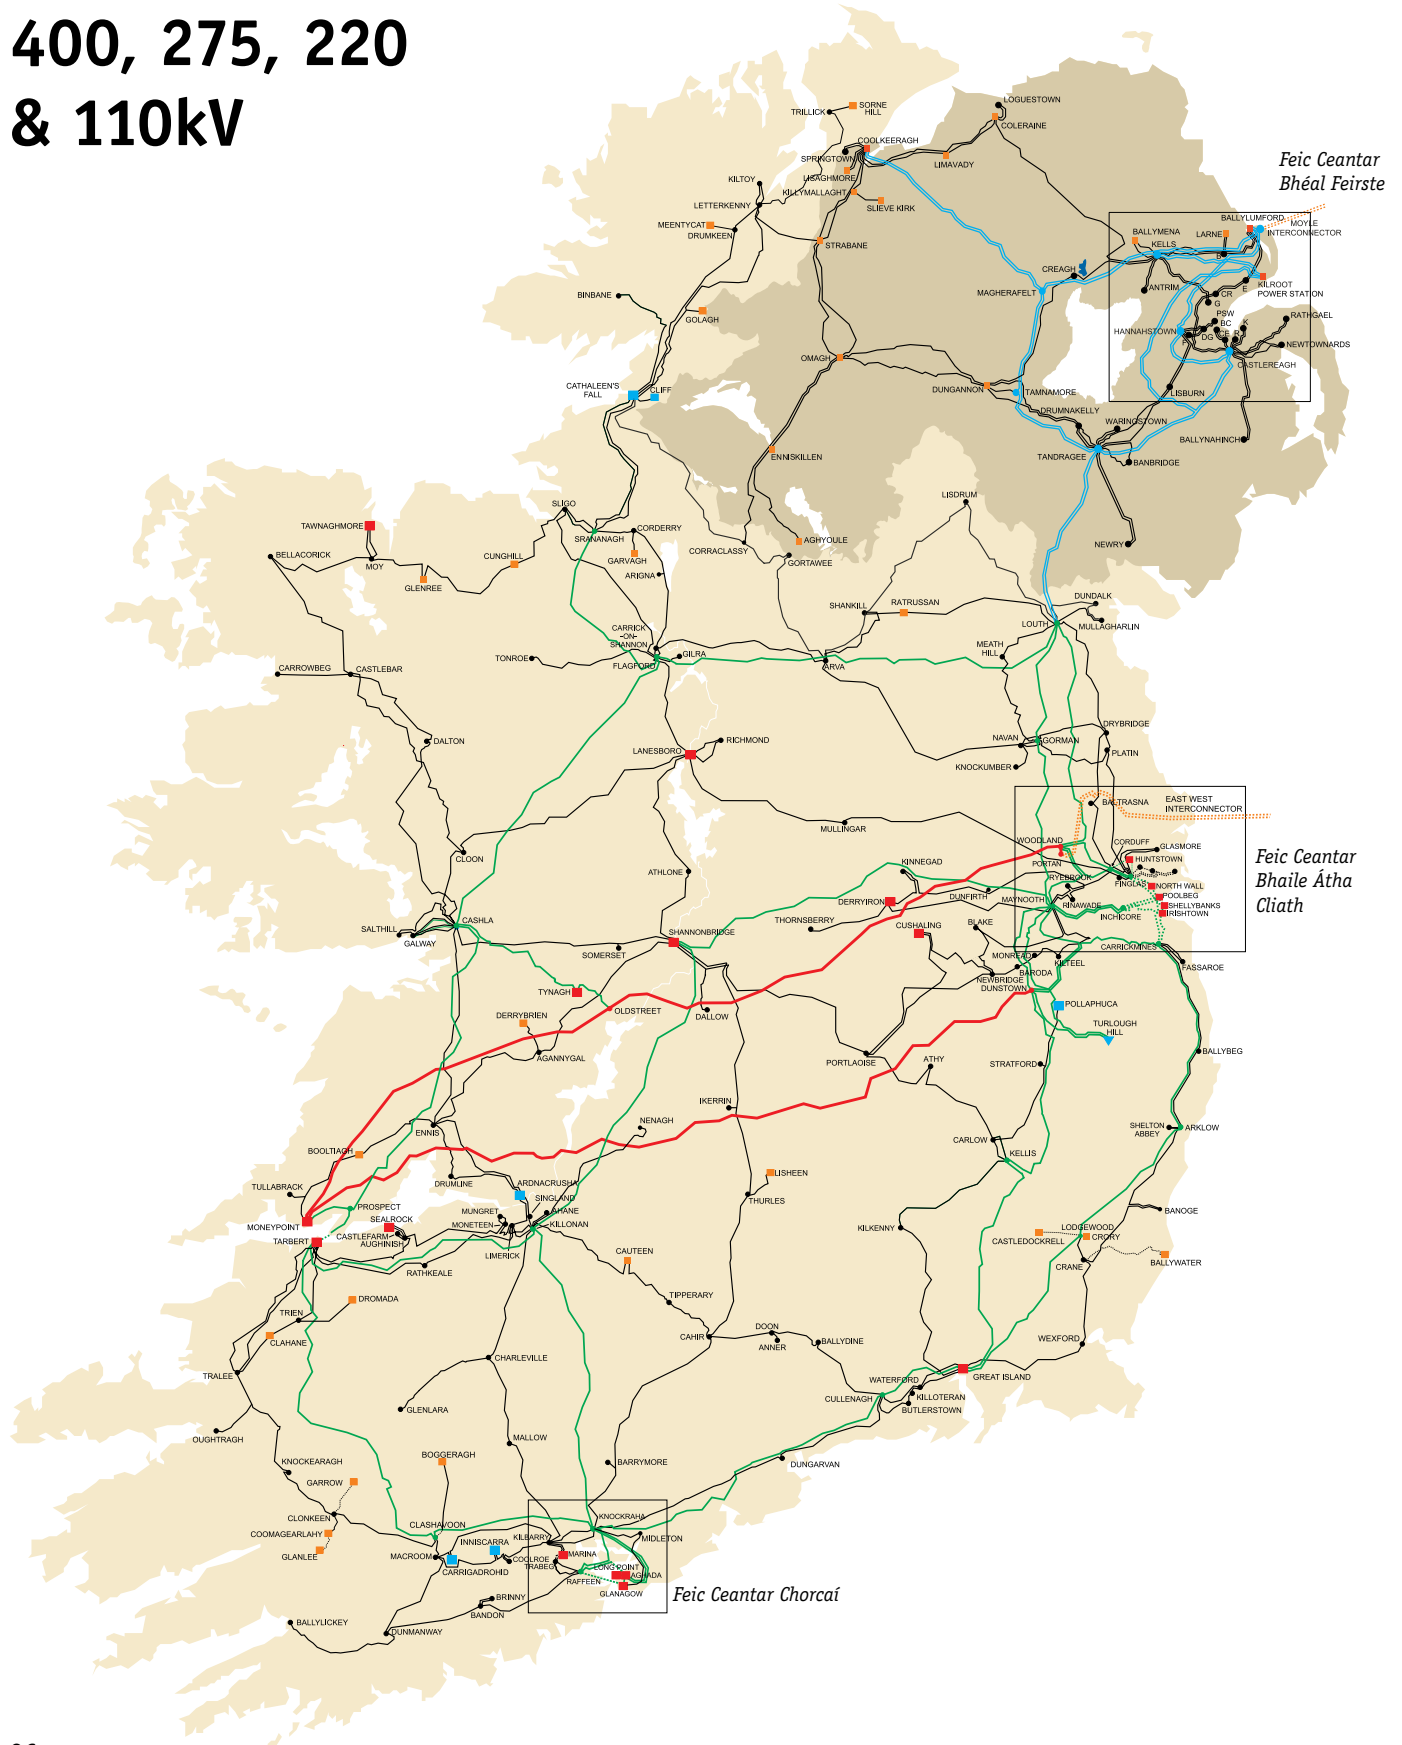 400, 275, 220
& 110kV
LOGUESTOWN
SORNE
HILL
TRILLICK
COLERAINE
COOLKEERAGH
SPRINGTOWN
LIMAVADY
Feic Ceantar
Bhéal Feirste
LISAGHMORE
KILTOY
KILLYMALLAGHT
SLIEVE KIRK
LETTERKENNY
MEENTYCAT
DRUMKEEN
STRABANE
BALLYLUMFORD
MOYLE
INTERCONNECTOR
BALLYMENA
LARNE
KELLS
B
CREAGH
MAGHERAFELT
ANTRIM
E
KILROOT
POWER STATION
CR
G
BINBANE
GOLAGH
PSW
BC
K
RATHGAEL
HANNAHSTOWN
DG
CE
R
F
NEWTOWNARDS
OMAGH
CASTLEREAGH
CATHALEEN'S
FALL
CLIFF
DUNGANNON
TAMNAMORE
LISBURN
DRUMNAKELLY
WARINGSTOWN
BALLYNAHINCH
ENNISKILLEN
TANDRAGEE
BANBRIDGE
LISDRUM
SLIGO
TAWNAGHMORE
CORDERRY
SRANANAGH
CORRACLASSY
AGHYOULE
NEWRY
BELLACORICK
MOY
CUNGHILL
GARVAGH
GORTAWEE
ARIGNA
GLENREE
DUNDALK
SHANKILL
RATRUSSAN
LOUTH
MULLAGHARLIN
CARRICK
-ON-
SHANNON
MEATH
HILL
TONROE
GILRA
FLAGFORD
ARVA
CARROWBEG
CASTLEBAR
DRYBRIDGE
DALTON
NAVAN
GORMAN
RICHMOND
LANESBORO
PLATIN
KNOCKUMBER
BALTRASNA
EAST WEST
INTERCONNECTOR
MULLINGAR
WOODLAND
CORDUFF
GLASMORE
CLOON
KINNEGAD
PORTAN
HUNTSTOWN
Feic Ceantar
Bhaile Átha
Cliath
ATHLONE
RYEBROOK
FINGLAS
NORTH WALL
DERRYIRON
DUNFIRTH
MAYNOOTH
POOLBEG
RINAWADE
SHELLYBANKS
IRISHTOWN
INCHICORE
CASHLA
THORNSBERRY
BLAKE
CUSHALING
SALTHILL
GALWAY
SHANNONBRIDGE
CARRICKMINES
SOMERSET
MONREAD
KILTEEL
FASSAROE
BARODA
NEWBRIDGE
DUNSTOWN
TYNAGH
OLDSTREET
DALLOW
POLLAPHUCA
DERRYBRIEN
TURLOUGH
HILL
AGANNYGAL
PORTLAOISE
ATHY
STRATFORD
BALLYBEG
IKERRIN
NENAGH
ENNIS
SHELTON
ABBEY
ARKLOW
CARLOW
BOOLTIAGH
KELLIS
LISHEEN
DRUMLINE
TULLABRACK
ARDNACRUSHA
SINGLAND
THURLES
PROSPECT
MUNGRET
AHANE
BANOGE
SEALROCK
MONETEEN
KILLONAN
MONEYPOINT
CASTLEFARM
KILKENNY
LODGEWOOD
AUGHINISH
CASTLEDOCKRELL
CRORY
TARBERT
LIMERICK
CAUTEEN
CRANE
BALLYWATER
RATHKEALE
DROMADA
TIPPERARY
TRIEN
DOON
CLAHANE
CAHIR
ANNER
BALLYDINE
WEXFORD
CHARLEVILLE
TRALEE
GREAT ISLAND
WATERFORD
CULLENAGH
KILLOTERAN
BUTLERSTOWN
GLENLARA
OUGHTRAGH
MALLOW
BOGGERAGH
KNOCKEARAGH
BARRYMORE
DUNGARVAN
GARROW
CLONKEEN
CLASHAVOON
KNOCKRAHA
COOMAGEARLAHY
INNISCARRA
KILBARRY
MIDLETON
GLANLEE
MACROOM
COOLROE
MARINA
TRABEG
LONG POINT
CARRIGADROHID
AGHADA
RAFFEEN
GLANAGOW
Feic Ceantar Chorcaí
BRINNY
BANDON
BALLYLICKEY
DUNMANWAY